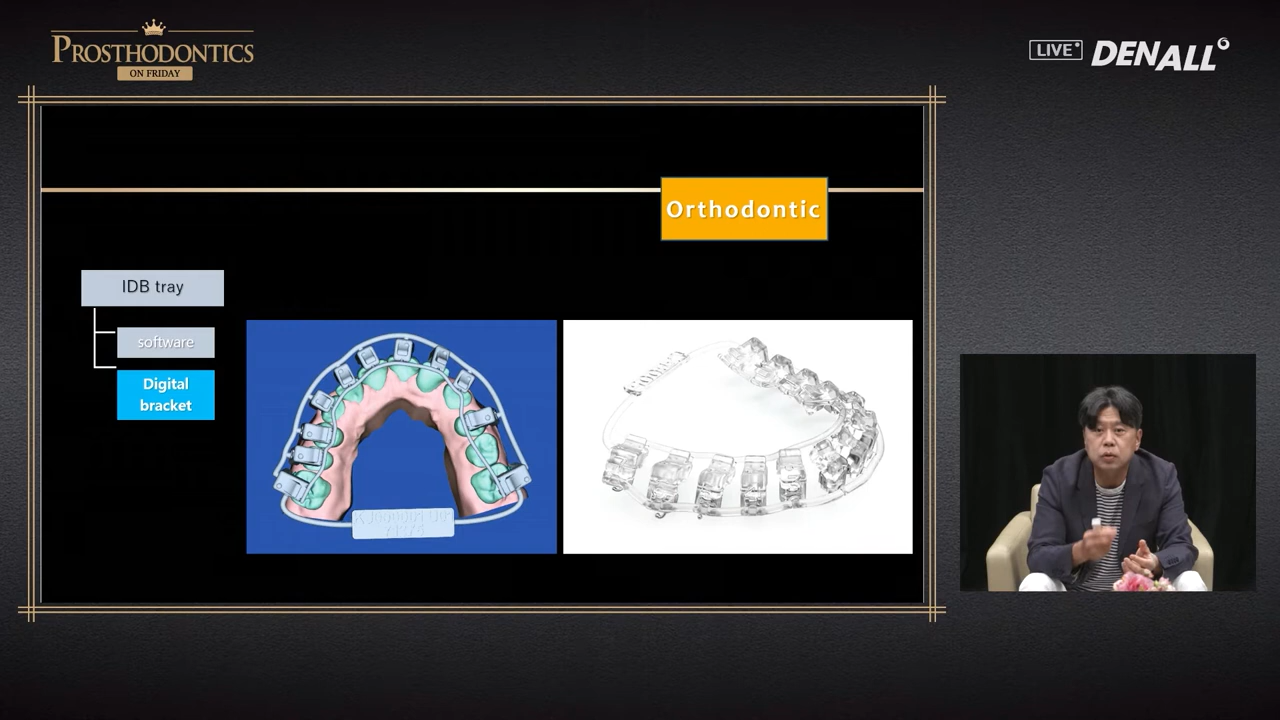 PROSTHODONTICS
ON FRIDAY
LIVE
DENALL
Orthodontic
IDB tray
software
Digital
bracket